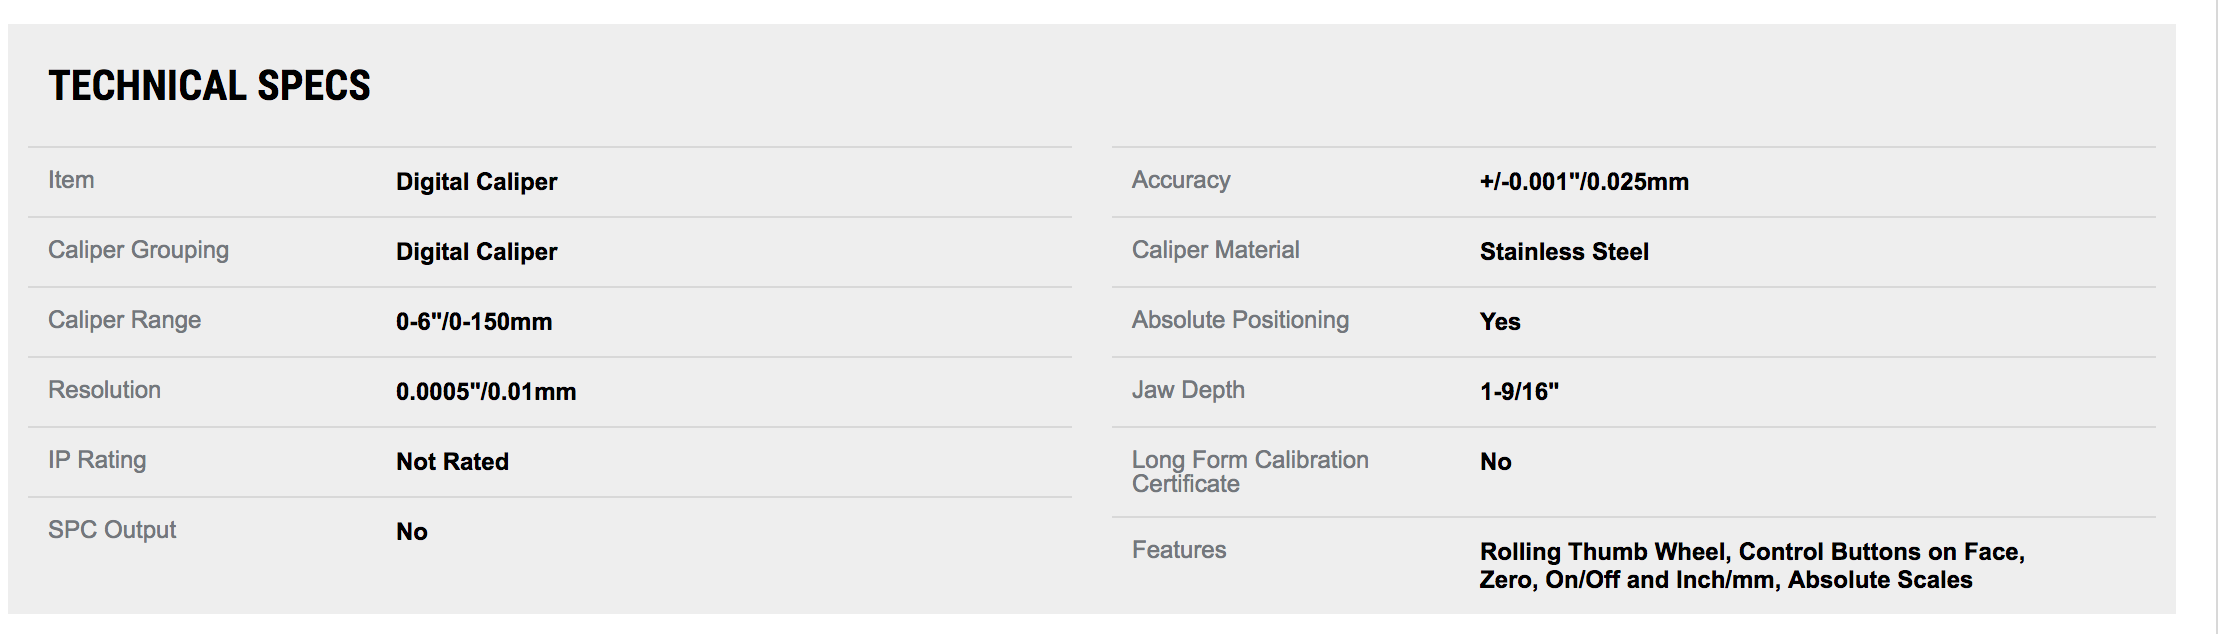 TECHNICAL SPECS
Item Digital Caliper
Caliper Grouping Digital Caliper
Caliper Range 0-6"/0-150mm
Resolution 0.0005"/0.01mm
IP Rating Not Rated
SPC Output No
Accuracy +/-0.001"/0.025mm
Caliper Material Stainless Steel
Absolute Positioning Yes
Jaw Depth 1-9/16"
Long Form Calibration No
Certificate
Features Rolling Thumb Wheel, Control Buttons on Face,
Zero, On/Off and Inch/mm, Absolute Scales